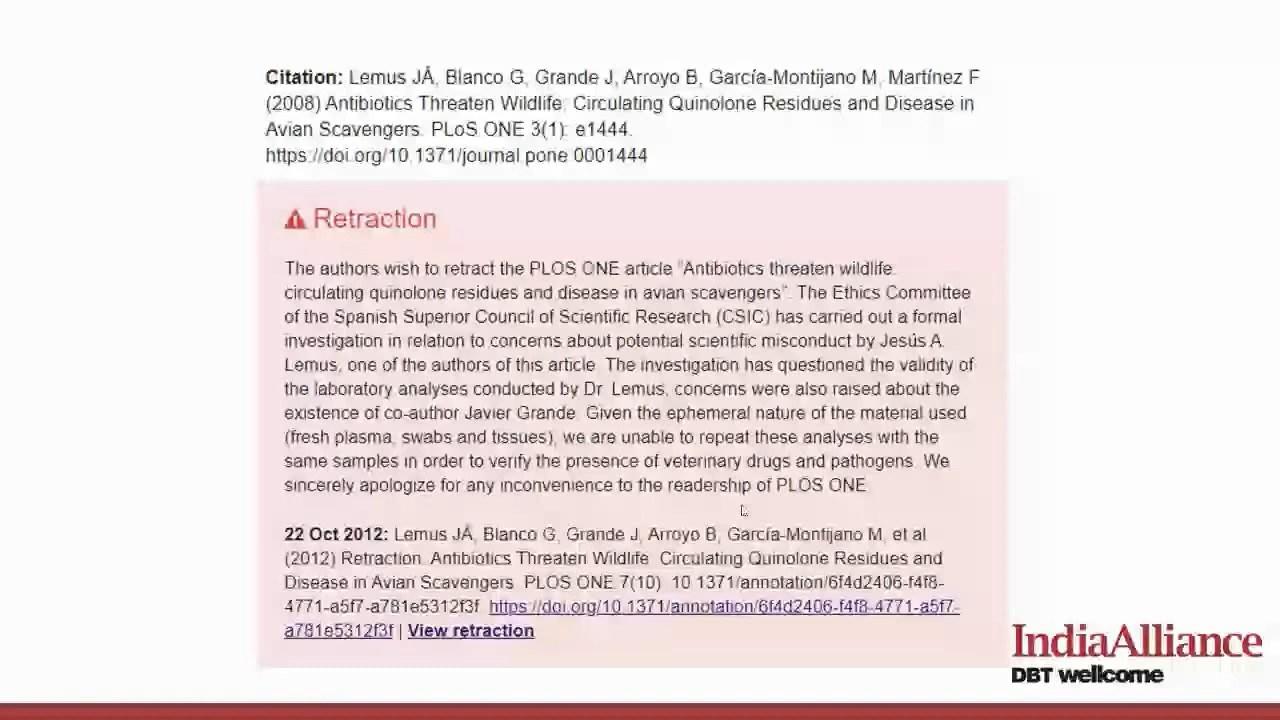 Citation: Lemus JÁ, Blanco G, Grande J, Arroyo B, García-Montijano M, Martínez F
(2008) Antibiotics Threaten Wildlife: Circulating Quinolone Residues and Disease in
Avian Scavengers. PLoS ONE 3(1): e1444.
https://doi.org/10.1371/journal.pone.0001444
Retraction
The authors wish to retract the PLOS ONE article "Antibiotics threaten wildlife:
circulating quinolone residues and disease in avian scavengers". The Ethics Committee
of the Spanish Superior Council of Scientific Research (CSIC) has carried out a formal
investigation in relation to concerns about potential scientific misconduct by Jesús A.
Lemus, one of the authors of this article. The investigation has questioned the validity of
the laboratory analyses conducted by Dr. Lemus, concerns were also raised about the
existence of co-author Javier Grande. Given the ephemeral nature of the material used
(fresh plasma, swabs and tissues), we are unable to repeat these analyses with the
same samples in order to verify the presence of veterinary drugs and pathogens. We
sincerely apologize for any inconvenience to the readership of PLOS ONE.
22 Oct 2012: Lemus JÁ, Blanco G, Grande J, Arroyo B, García-Montijano M, et al.
(2012) Retraction: Antibiotics Threaten Wildlife: Circulating Quinolone Residues and
Disease in Avian Scavengers. PLOS ONE 7(10): 10.1371/annotation/6f4d2406-f4f8-
4771-a5f7-a781e5312f3f. https://doi.org/10.1371/annotation/6f4d2406-f4f8-4771-a5f7-
a781e5312f3f | View retraction
IndiaAlliance
DBT wellcome